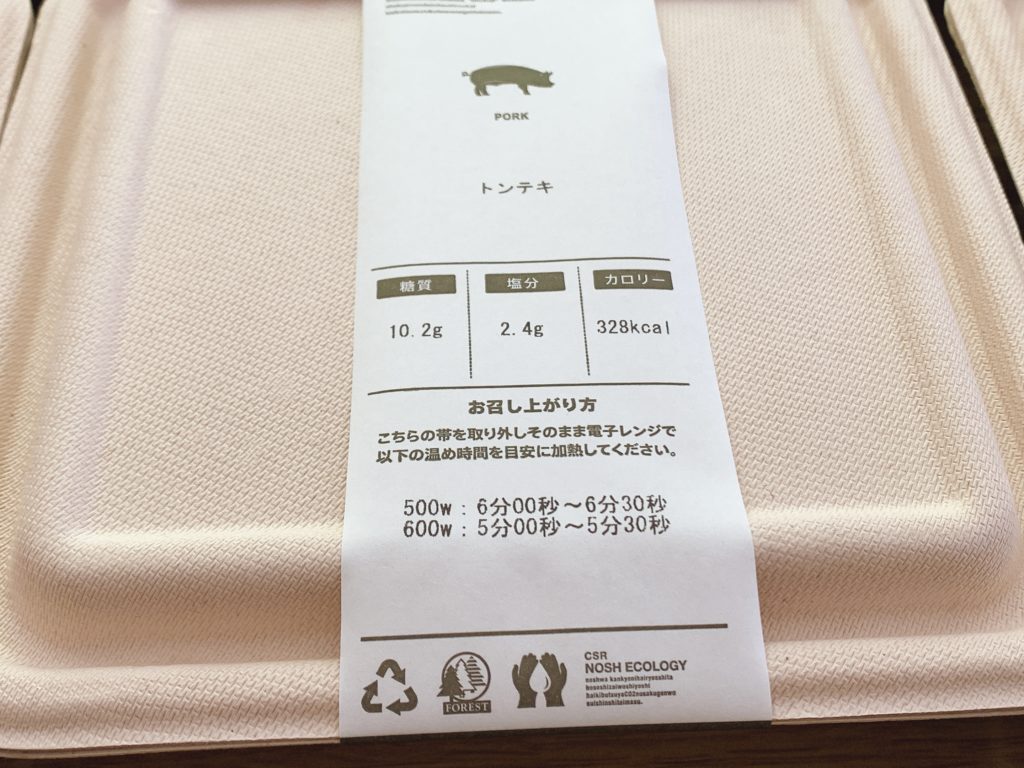 PORK
トンテキ
糖質 塩分 カロリー
10.2g 2.4g 328kcal
お召し上がり方
こちらの帯を取り外しそのまま電子レンジで
以下の温め時間を目安に加熱してください。
500w : 6分00秒〜6分30秒
600w : 5分00秒〜5分30秒
FOREST
CSR
NOSH ECOLOGY